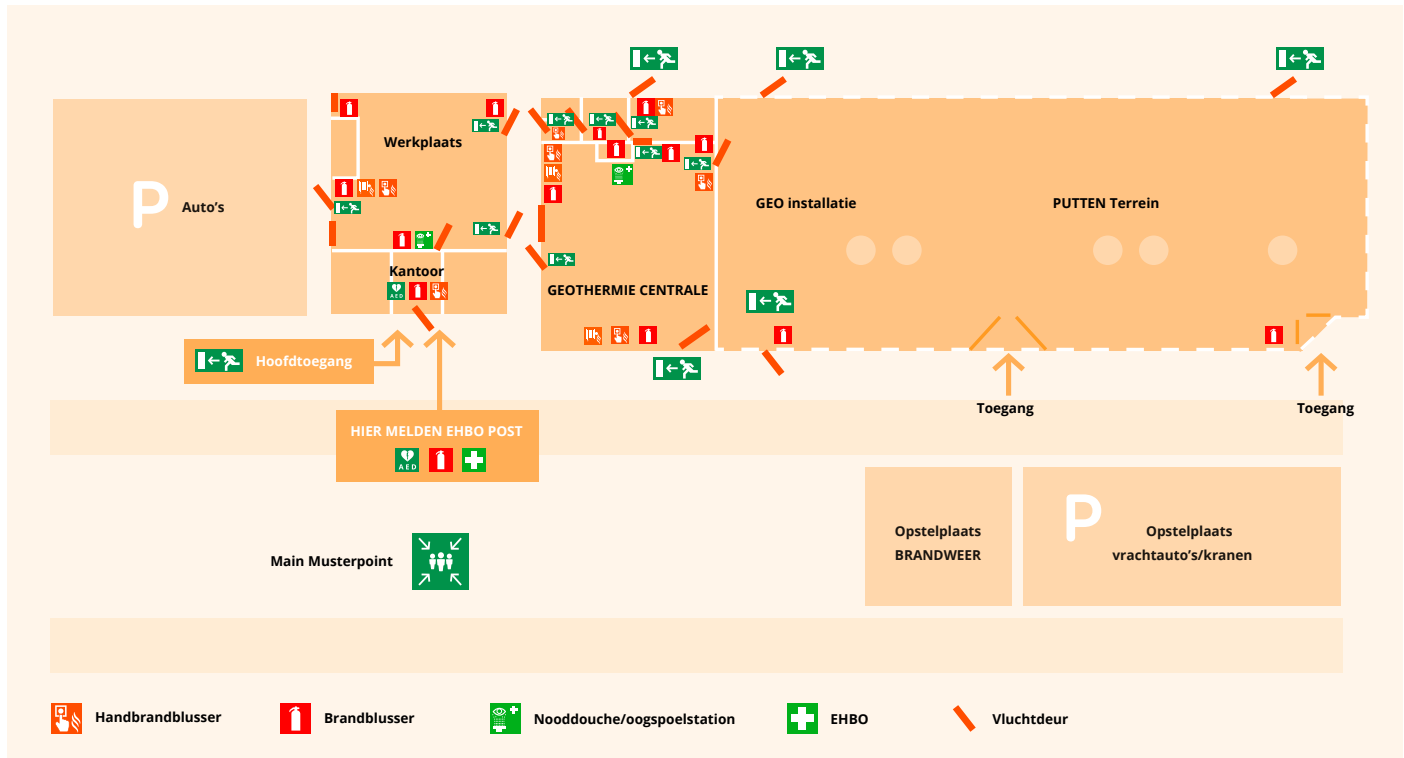 Werkplaats
P
Auto’s
GEO installatie
PUTTEN Terrein
Kantoor
AED
GEOTHERMIE CENTRALE
Hoofdtoegang
Toegang
Toegang
HIER MELDEN EHBO POST
AED
P
Opstelplaats
BRANDWEER
Opstelplaats
vrachtauto’s/kranen
Main Musterpoint
Handbrandblusser
Brandblusser
Nooddouche/oogspoelstation
EHBO
Vluchtdeur